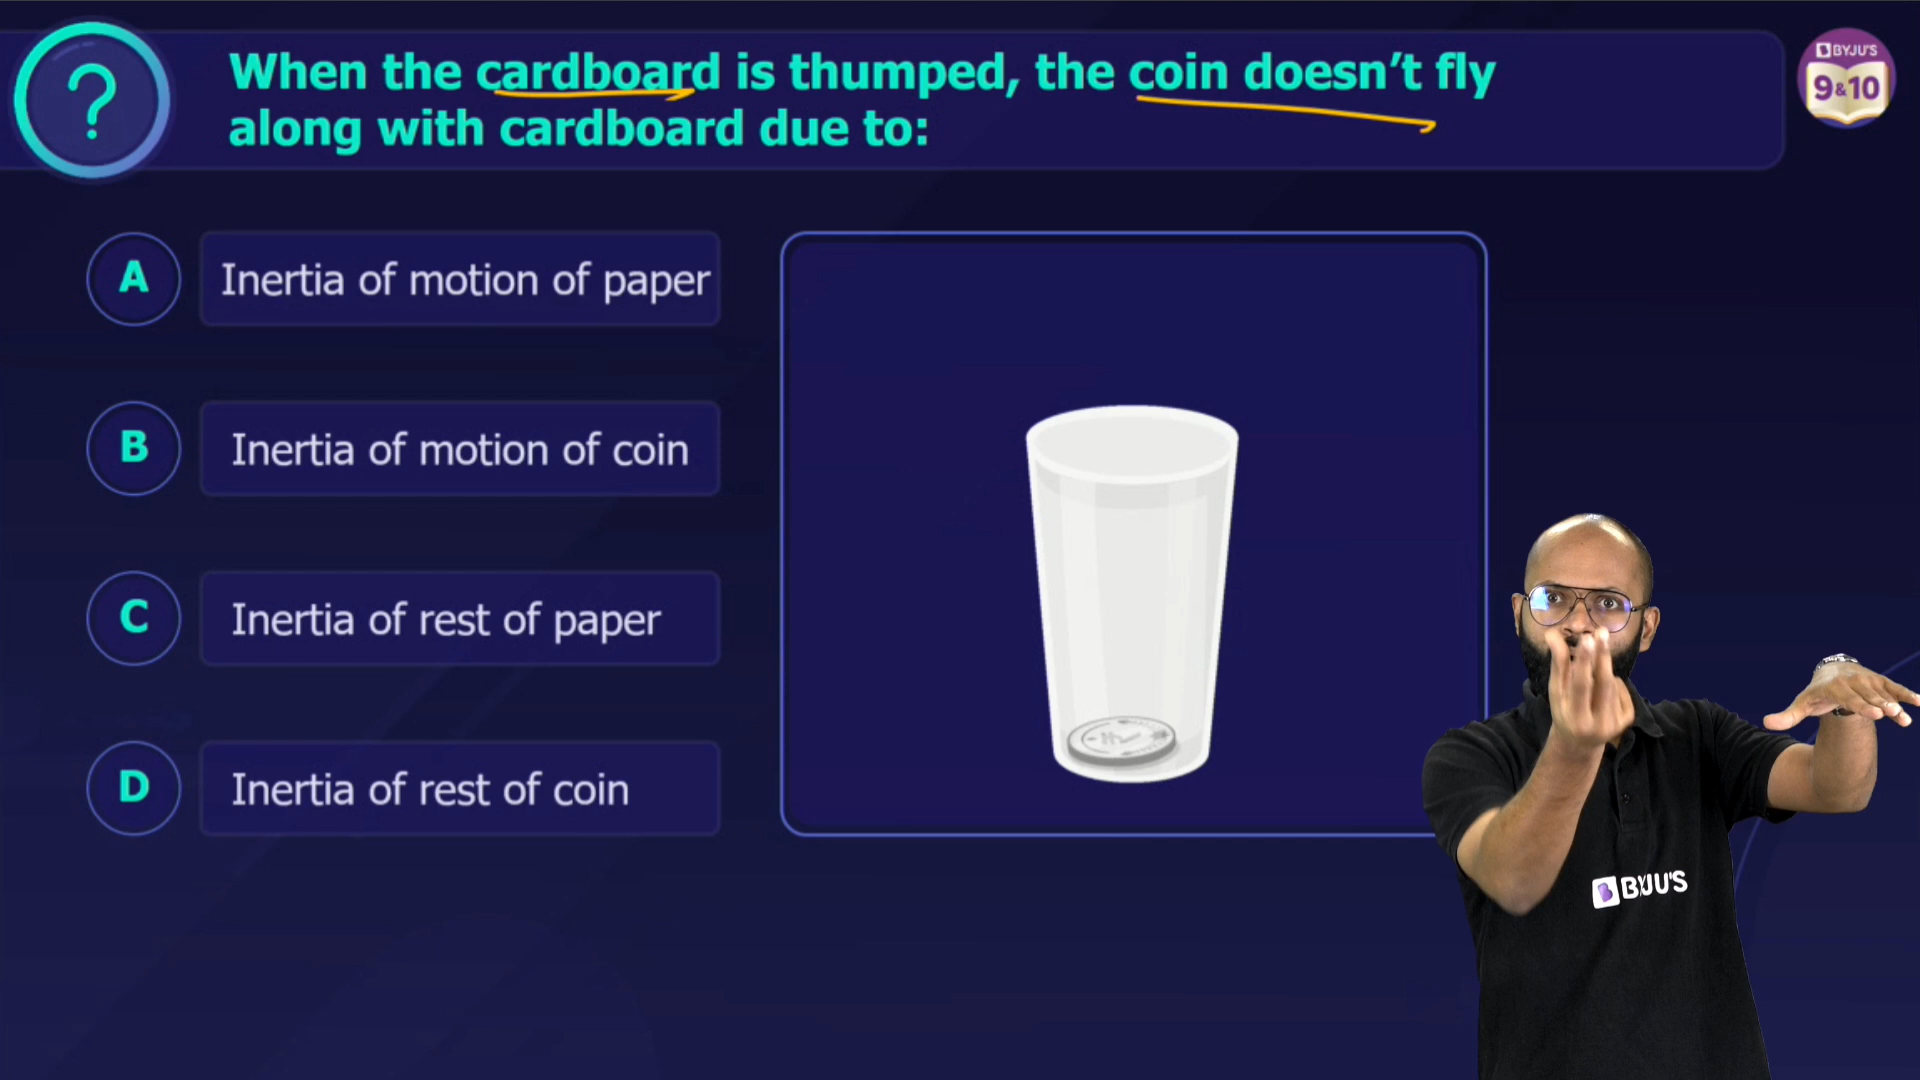 ?
When the cardboard is thumped, the coin doesn't fly
along with cardboard due to:
BYJU'S
9&10
A
Inertia of motion of paper
B
Inertia of motion of coin
C
Inertia of rest of paper
D
Inertia of rest of coin
BYJU'S